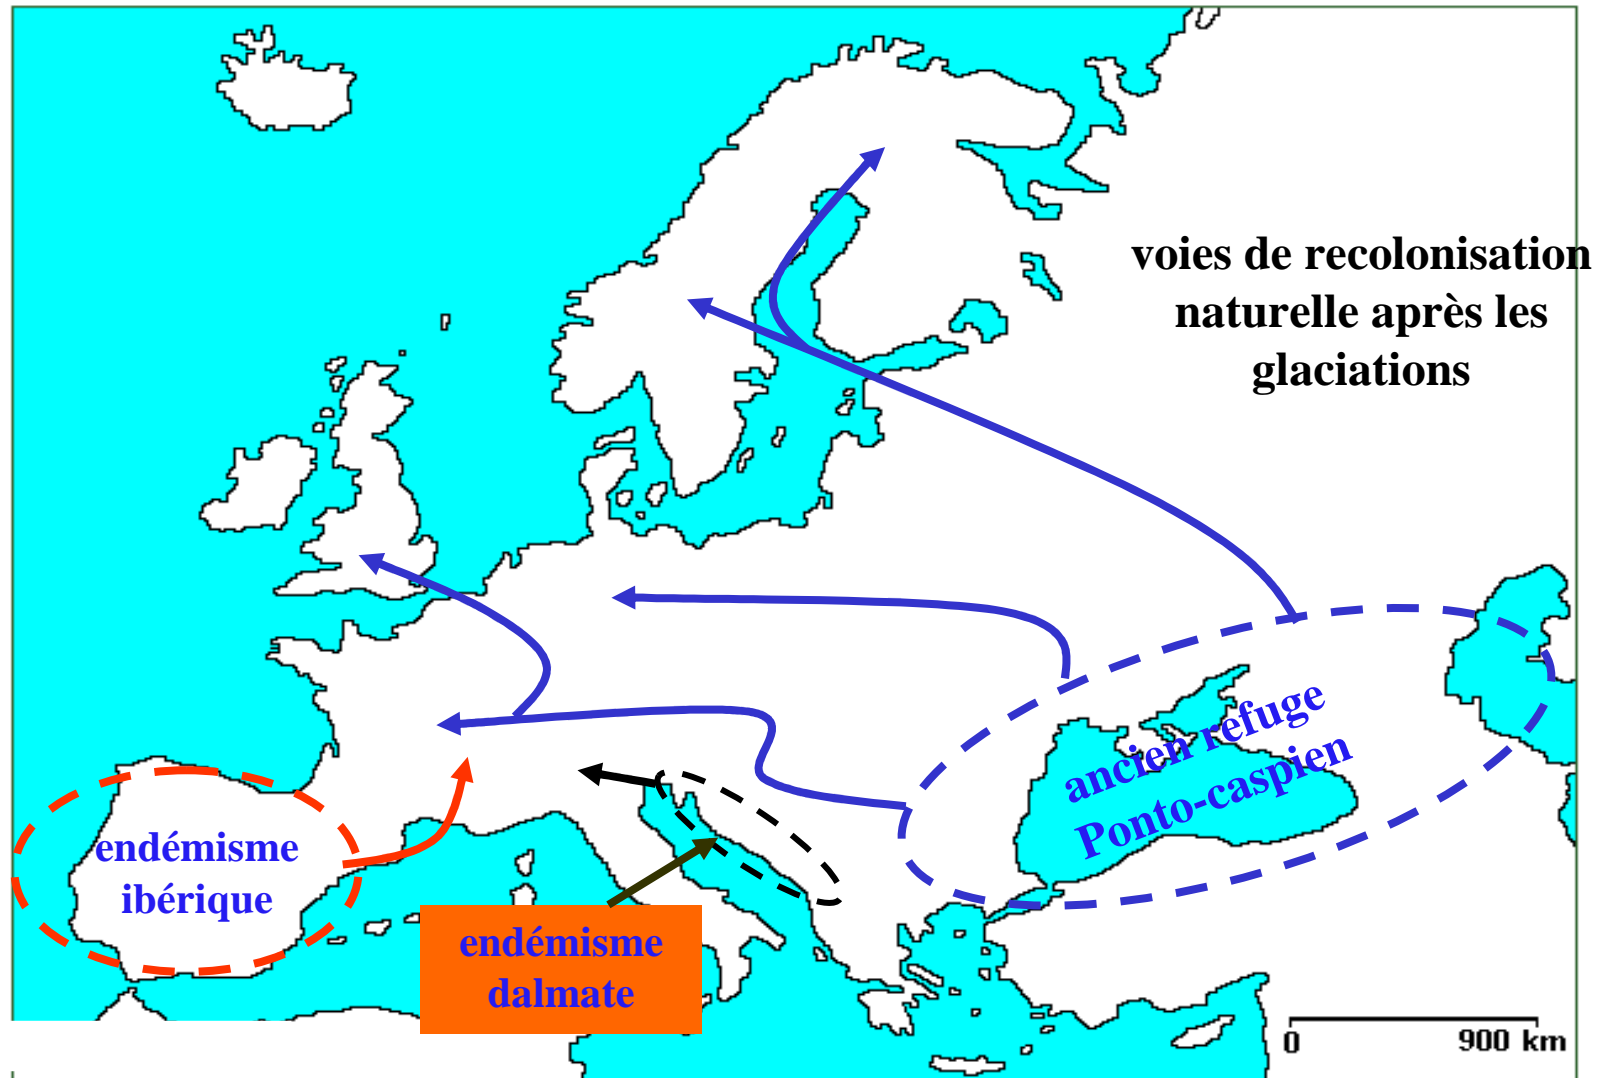 voies de recolonisation
naturelle après les
glaciations
ancien refuge
Ponto-caspien
endémisme
ibérique
endémisme
dalmate
0 900 km